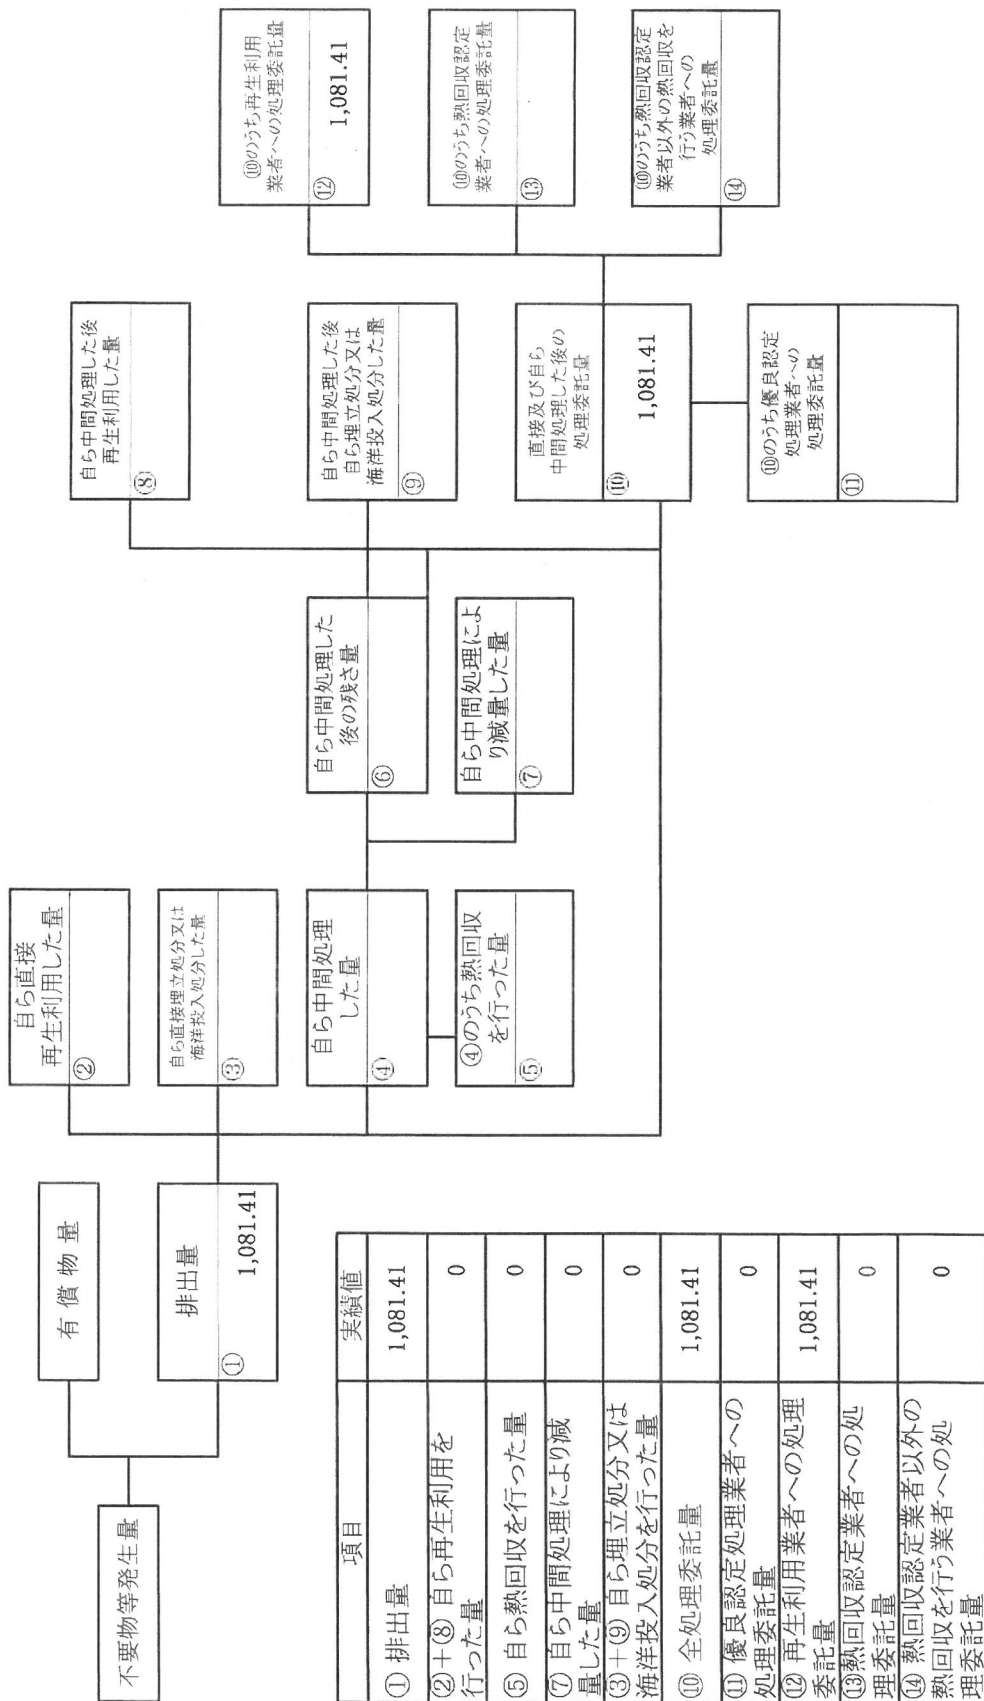 不要物等発生量
有償物量
排出量
①
1,081.41
自ら直接
再生利用した量
②
自ら直接埋立処分又は
海洋投入処分した量
③
自ら中間処理
した量
④
④のうち熱回収
を行った量
⑤
自ら中間処理した
後の残さ量
⑥
自ら中間処理によ
り減量した量
⑦
自ら中間処理した後
再生利用した量
⑧
自ら中間処理した後
自ら埋立処分又は
海洋投入処分した量
⑨
直接及び自ら
中間処理した後の
処理委託量
⑩
1,081.41
⑩のうち優良認定
処理業者への
処理委託量
⑪
⑩のうち再生利用
業者への処理委託量
⑫
1,081.41
⑩のうち熱回収認定
業者への処理委託量
⑬
⑩のうち熱回収認定
業者以外の熱回収を
行う業者への
処理委託量
⑭
項目 実績値
① 排出量 1,081.41
②+⑧ 自ら再生利用を
行った量 0
⑤ 自ら熱回収を行った量 0
⑦ 自ら中間処理により減
量した量 0
③+⑨ 自ら埋立処分又は
海洋投入処分を行った量 0
⑩ 全処理委託量 1,081.41
⑪ 優良認定処理業者への
処理委託量 0
⑫ 再生利用業者への処理
委託量 1,081.41
⑬熱回収認定業者への処
理委託量 0
⑭ 熱回収認定業者以外の
熱回収を行う業者への処
理委託量 0